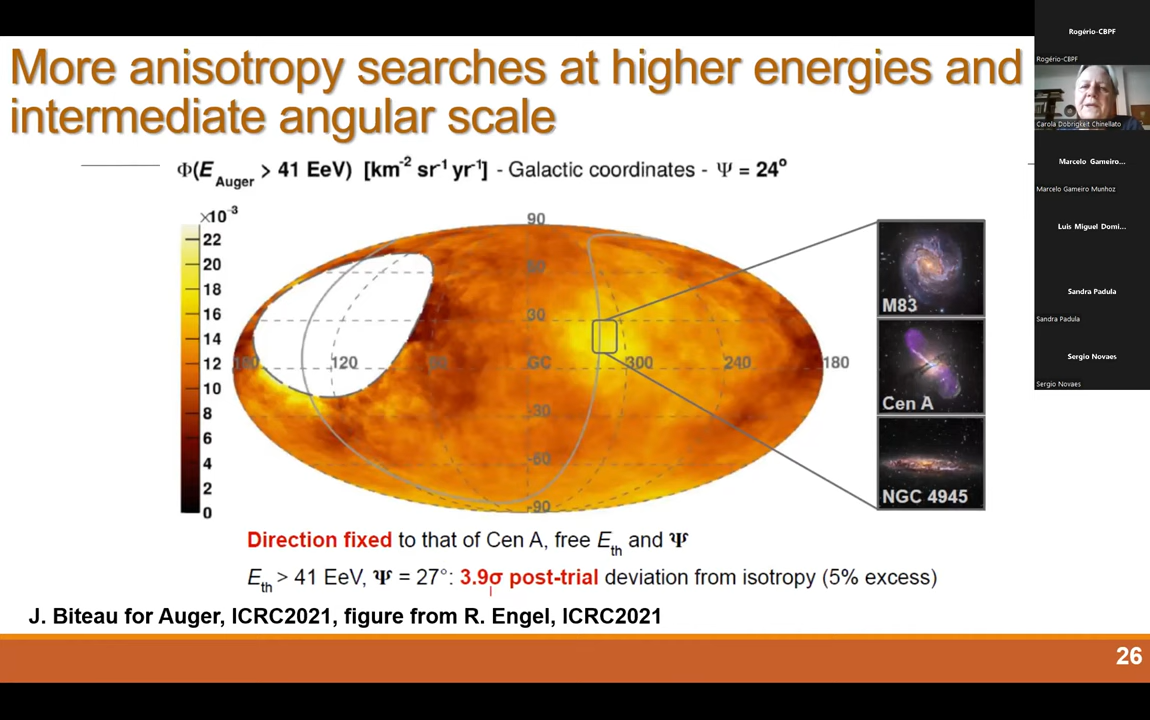 More anisotropy searches at higher energies and
intermediate angular scale
Φ(E Auger > 41 EeV) [km⁻² sr⁻¹ yr⁻¹] - Galactic coordinates - Ψ = 24º
×10⁻³
22
20
18
16
14
12
10
8
6
4
2
0
90
60
30
180
120
60
GC
300
240
180
-30
-60
-90
M83
Cen A
NGC 4945
Direction fixed to that of Cen A, free Eth and Ψ
Eth > 41 EeV, Ψ = 27°: 3.9σ post-trial deviation from isotropy (5% excess)
J. Biteau for Auger, ICRC2021, figure from R. Engel, ICRC2021
26
Rogério-CBPF
Rogério-CBPF
Carola Dobrigkeit Chinellato
Marcelo Gameiro...
Marcelo Gameiro Munhoz
Luis Miguel Domi...
Sandra Padula
Sandra Padula
Sergio Novaes
Sergio Novaes